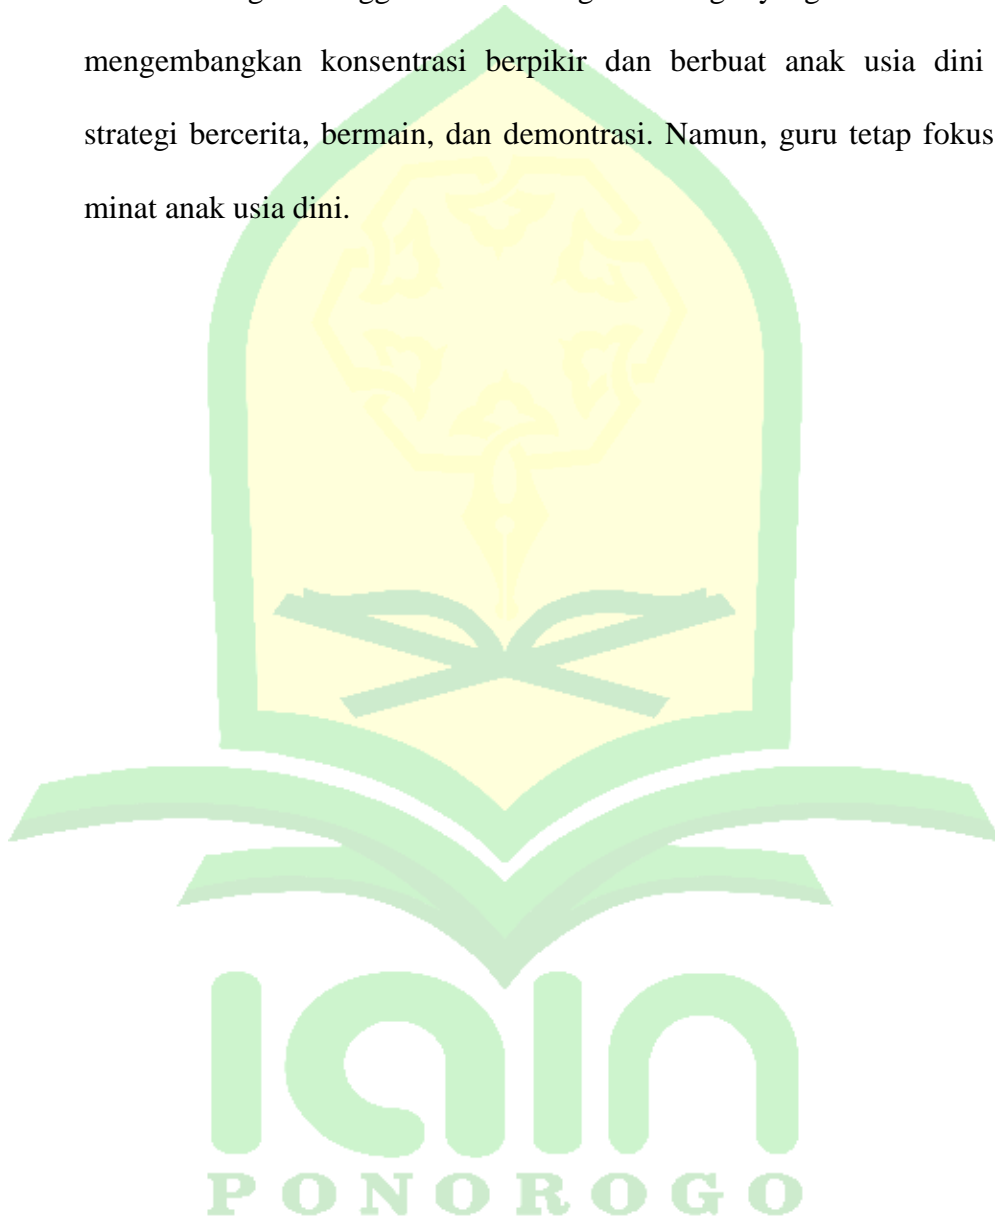 mengembangkan konsentrasi berpikir dan berbuat anak usia dini
strategi bercerita, bermain, dan demontrasi. Namun, guru tetap fokus
minat anak usia dini.
iain
PONOROGO